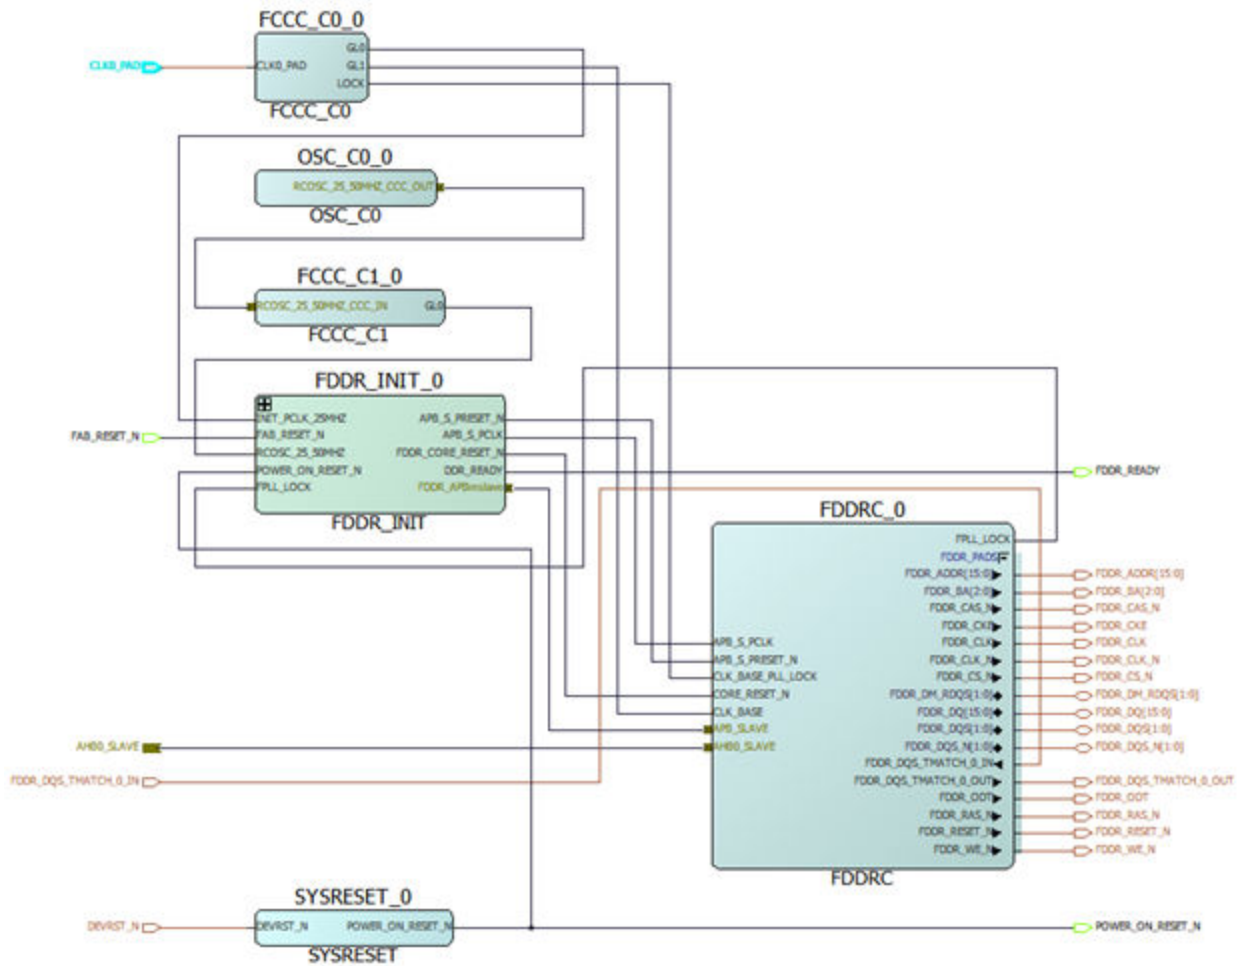 FCCC_C0_0
CLK0_PAD
CLK0_PAD
GL0
GL1
LOCK
FCCC_C0
OSC_C0_0
RCOSC_25_50MHZ_CCC_OUT
OSC_C0
FCCC_C1_0
RCOSC_25_50MHZ_CCC_IN
GL0
FCCC_C1
FDDR_INIT_0
INIT_PCLK_25MHZ
APB_S_PRESET_N
FAB_RESET_N
FAB_RESET_N
APB_S_PCLK
RCOSC_25_50MHZ
FDDR_CORE_RESET_N
POWER_ON_RESET_N
DDR_READY
FDDR_READY
FPLL_LOCK
FDDR_APBmslave
FDDR_INIT
FDDRC_0
FPLL_LOCK
FDDR_PADS
FDDR_ADDR[15:0]
FDDR_ADDR[15:0]
FDDR_BA[2:0]
FDDR_BA[2:0]
FDDR_CAS_N
FDDR_CAS_N
FDDR_CKE
FDDR_CKE
APB_S_PCLK
FDDR_CLK
FDDR_CLK
APB_S_PRESET_N
FDDR_CLK_N
FDDR_CLK_N
CLK_BASE_PLL_LOCK
FDDR_CS_N
FDDR_CS_N
CORE_RESET_N
FDDR_DM_RDQS[1:0]
FDDR_DM_RDQS[1:0]
CLK_BASE
FDDR_DQ[15:0]
FDDR_DQ[15:0]
APB_SLAVE
FDDR_DQS[1:0]
FDDR_DQS[1:0]
AHB0_SLAVE
AHB0_SLAVE
FDDR_DQS_N[1:0]
FDDR_DQS_N[1:0]
FDDR_DQS_TMATCH_0_IN
FDDR_DQS_TMATCH_0_IN
FDDR_DQS_TMATCH_0_OUT
FDDR_DQS_TMATCH_0_OUT
FDDR_ODT
FDDR_ODT
FDDR_RAS_N
FDDR_RAS_N
FDDR_RESET_N
FDDR_RESET_N
FDDR_WE_N
FDDR_WE_N
FDDRC
SYSRESET_0
DEVRST_N
DEVRST_N
POWER_ON_RESET_N
POWER_ON_RESET_N
SYSRESET